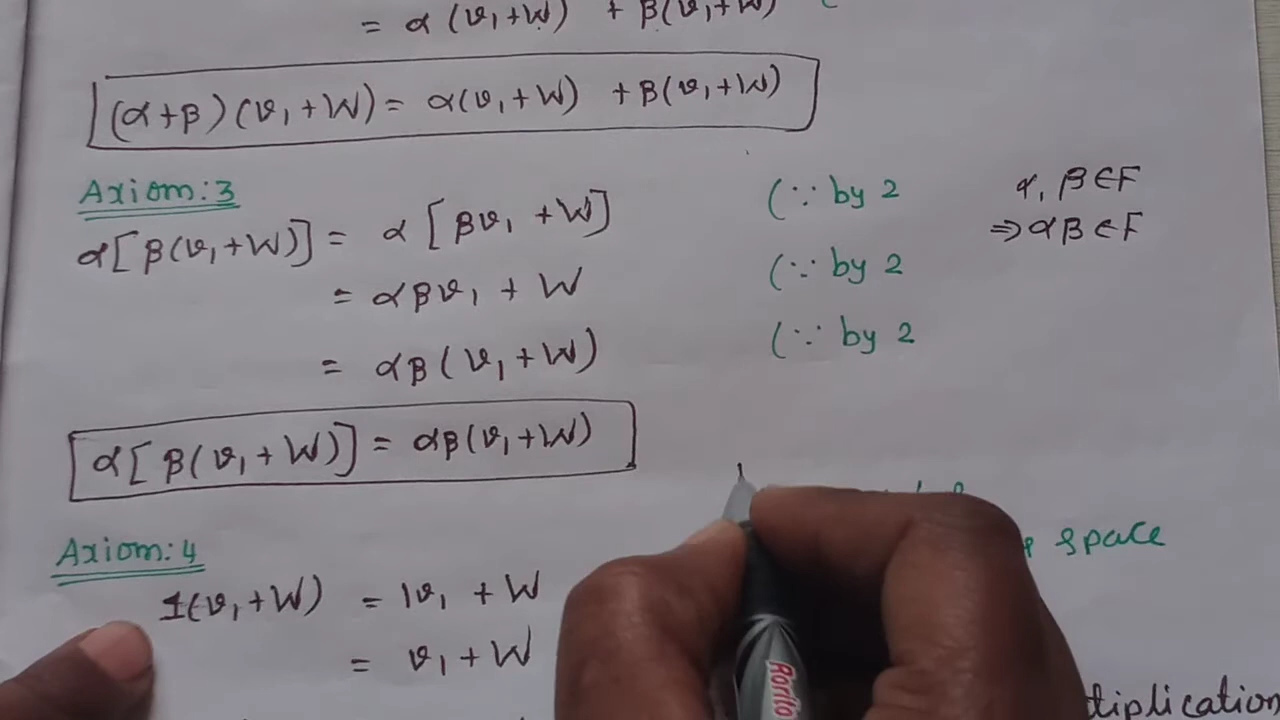 = α(v₁+W) + β(v₁+W) (
(α+β)(v₁+W) = α(v₁+W) + β(v₁+W)
Axiom:3
α[β(v₁+W)] = α[βv₁+W] (∵ by 2 α, β∈F
= αβv₁ + W (∵ by 2 ⇒ αβ∈F
= αβ(v₁+W) (∵ by 2
α[β(v₁+W)] = αβ(v₁+W)
Axiom:4
space
1(v₁+W) = 1v₁ + W
= v₁+W
Rorito